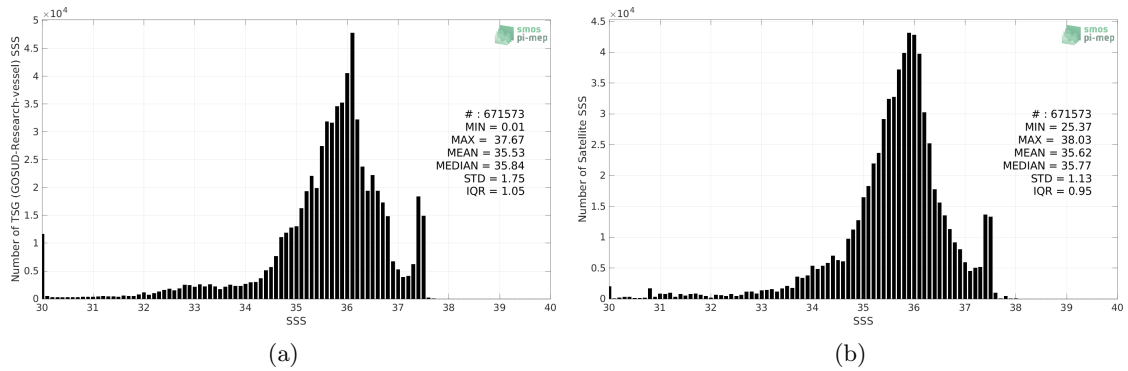 ×10⁴
5
4.5
4
3.5
3
2.5
2
1.5
1
0.5
0
Number of TSG (GOSUD-Research-vessel) SSS
smos
pi-mep
# : 671573
MIN = 0.01
MAX = 37.67
MEAN = 35.53
MEDIAN = 35.84
STD = 1.75
IQR = 1.05
30 31 32 33 34 35 36 37 38 39 40
SSS
(a)
×10⁴
4.5
4
3.5
3
2.5
2
1.5
1
0.5
0
Number of Satellite SSS
smos
pi-mep
# : 671573
MIN = 25.37
MAX = 38.03
MEAN = 35.62
MEDIAN = 35.77
STD = 1.13
IQR = 0.95
30 31 32 33 34 35 36 37 38 39 40
SSS
(b)